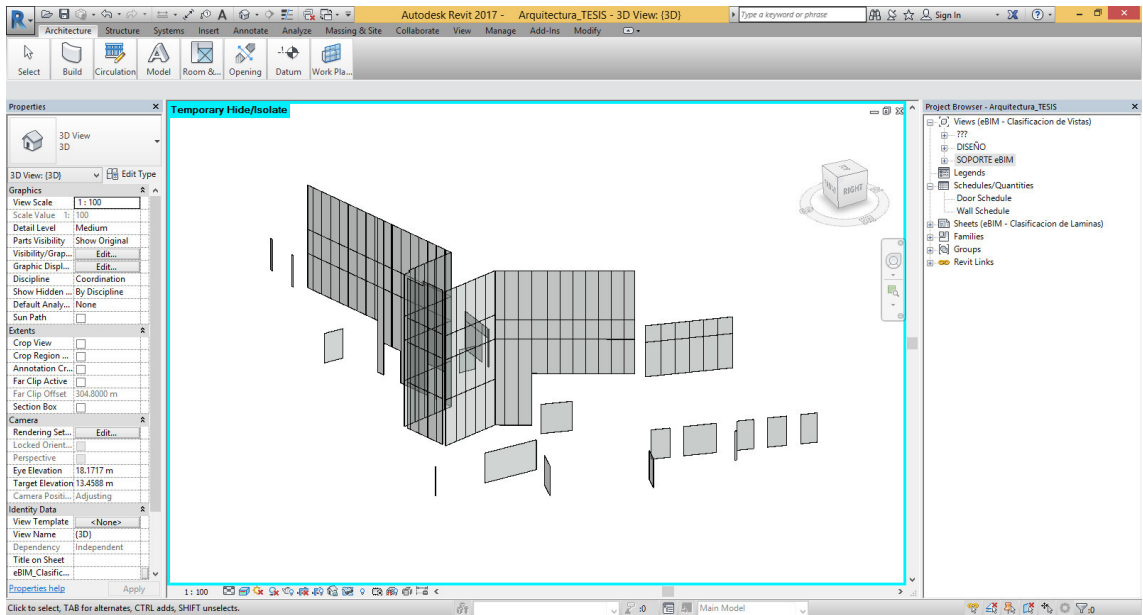 Autodesk Revit 2017 - Arquitectura_TESIS - 3D View: {3D}
Type a keyword or phrase
Sign In
Architecture Structure Systems Insert Annotate Analyze Massing & Site Collaborate View Manage Add-Ins Modify
Select Build Circulation Model Room &... Opening Datum Work Pla...
Properties
3D View
3D
3D View: {3D} Edit Type
Graphics
View Scale 1 : 100
Scale Value 1: 100
Detail Level Medium
Parts Visibility Show Original
Visibility/Grap... Edit...
Graphic Displ... Edit...
Discipline Coordination
Show Hidden ... By Discipline
Default Analy... None
Sun Path
Extents
Crop View
Crop Region ...
Annotation Cr...
Far Clip Active
Far Clip Offset 304.8000 m
Section Box
Camera
Rendering Set... Edit...
Locked Orient...
Perspective
Eye Elevation 18.1717 m
Target Elevation 13.4588 m
Camera Positi... Adjusting
Identity Data
View Template <None>
View Name {3D}
Dependency Independent
Title on Sheet
eBIM_Clasific...
Properties help Apply
Temporary Hide/Isolate
RIGHT
1 : 100
Project Browser - Arquitectura_TESIS
Views (eBIM - Clasificacion de Vistas)
???
DISEÑO
SOPORTE eBIM
Legends
Schedules/Quantities
Door Schedule
Wall Schedule
Sheets (eBIM - Clasificacion de Laminas)
Families
Groups
Revit Links
Click to select, TAB for alternates, CTRL adds, SHIFT unselects.
:0
Main Model
:0